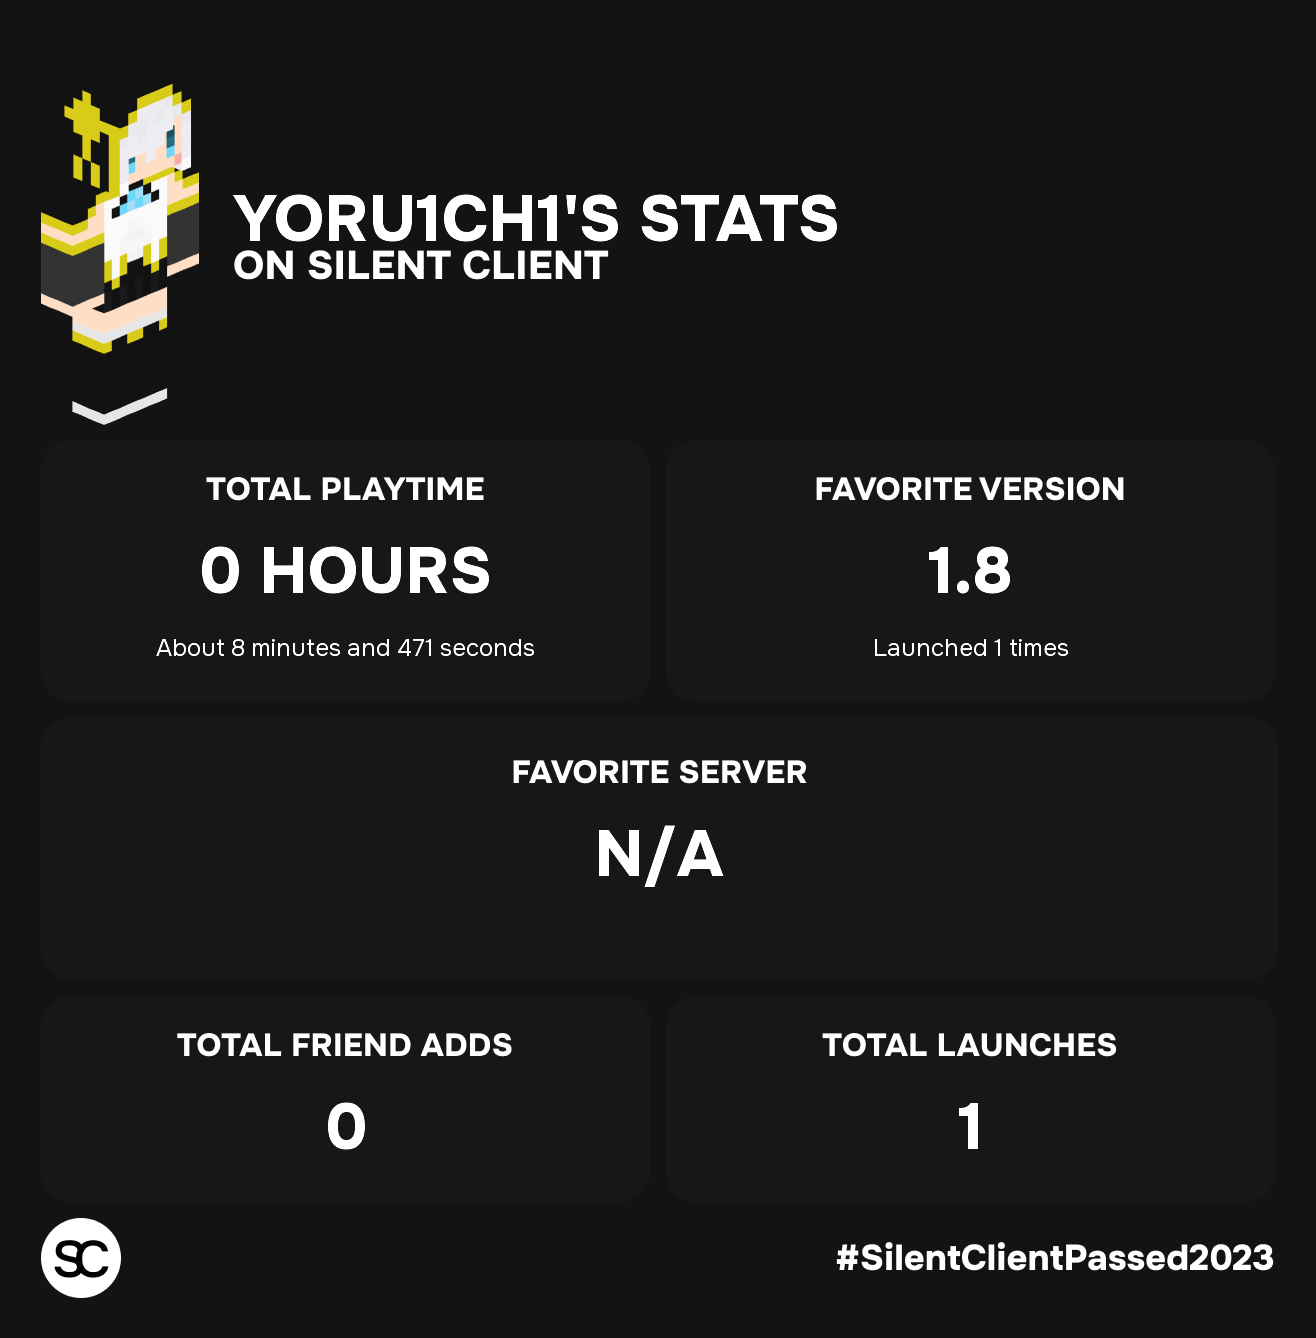 YORU1CH1'S STATS
ON SILENT CLIENT
TOTAL PLAYTIME
0 HOURS
About 8 minutes and 471 seconds
FAVORITE VERSION
1.8
Launched 1 times
FAVORITE SERVER
N/A
TOTAL FRIEND ADDS
0
TOTAL LAUNCHES
1
SC
#SilentClientPassed2023